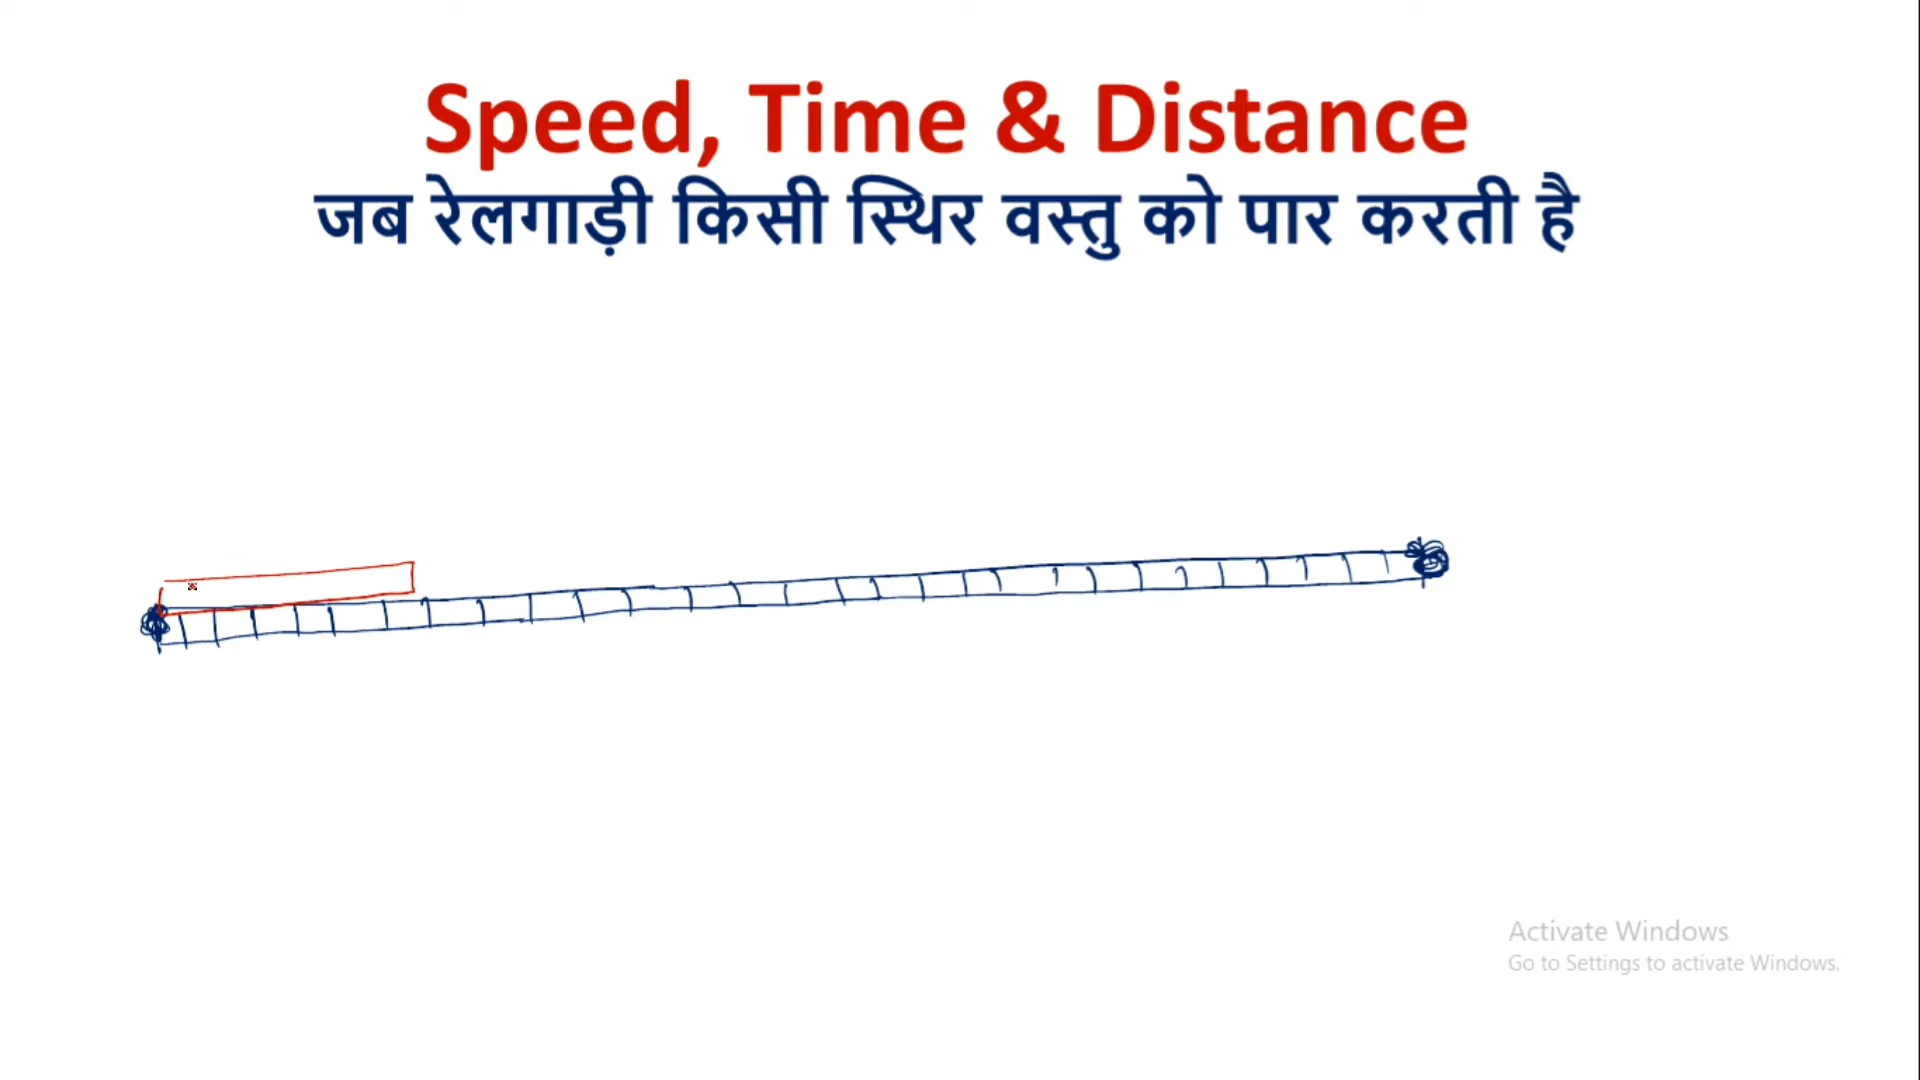 Speed, Time & Distance
जब रेलगाड़ी किसी स्थिर वस्तु को पार करती है
Activate Windows
Go to Settings to activate Windows.